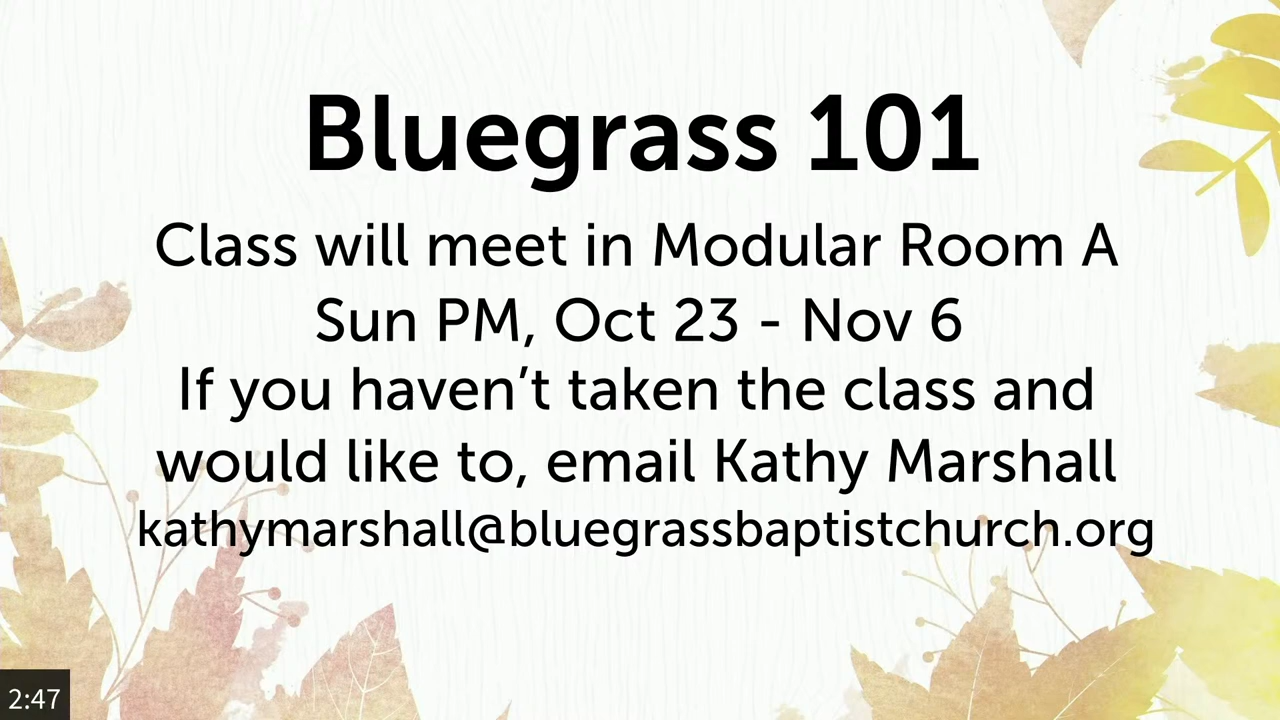 Bluegrass 101
Class will meet in Modular Room A
Sun PM, Oct 23 - Nov 6
If you haven’t taken the class and
would like to, email Kathy Marshall
kathymarshall@bluegrassbaptistchurch.org
2:47